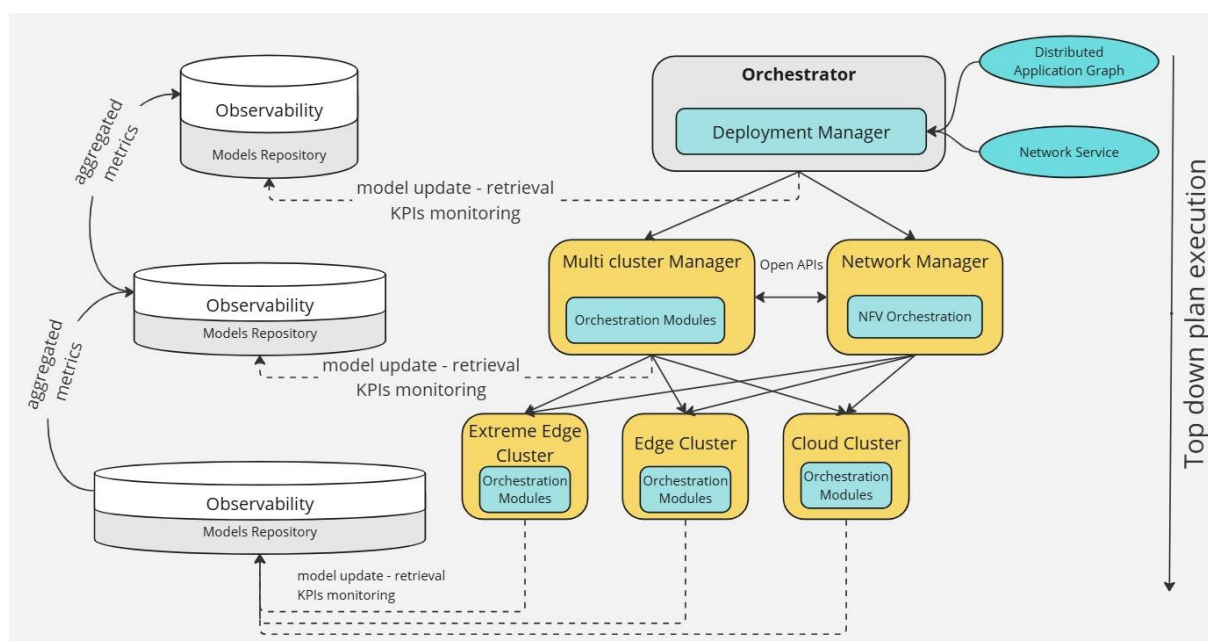 Orchestrator
Deployment Manager
Distributed
Application Graph
Network Service
Observability
Models Repository
aggregated
metrics
model update - retrieval
KPIs monitoring
Multi cluster Manager
Orchestration Modules
Open APIs
Network Manager
NFV Orchestration
Observability
Models Repository
aggregated
metrics
model update - retrieval
KPIs monitoring
Extreme Edge
Cluster
Orchestration
Modules
Edge Cluster
Orchestration
Modules
Cloud Cluster
Orchestration
Modules
Observability
Models Repository
model update - retrieval
KPIs monitoring
Top down plan execution